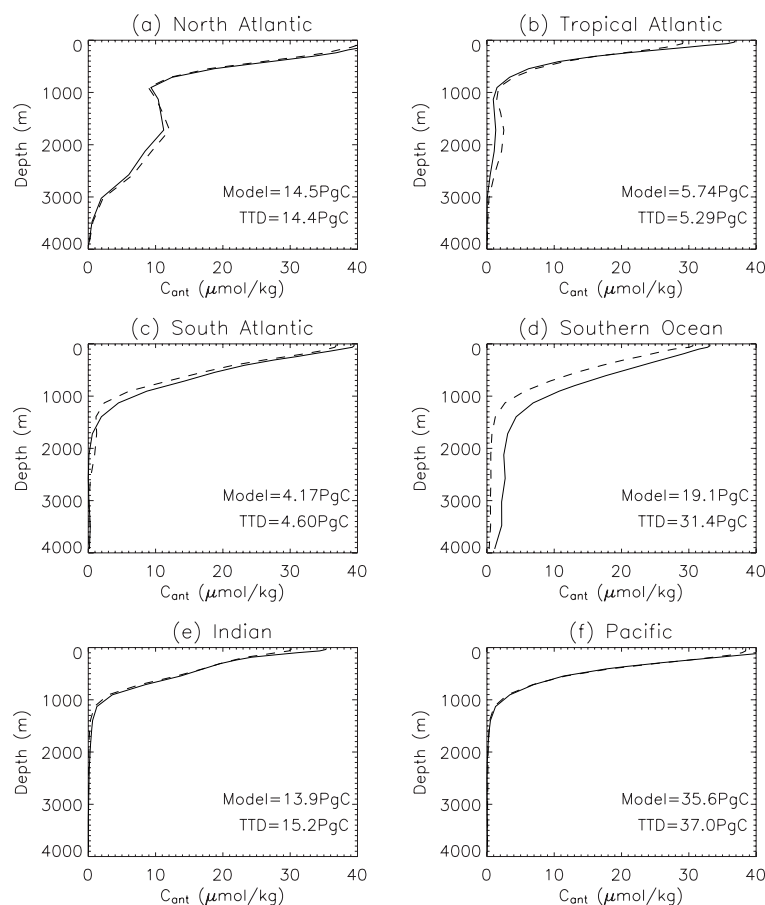 (a) North Atlantic
0
1000
2000
3000
4000
Depth (m)
Model=14.5PgC
TTD=14.4PgC
0 10 20 30 40
C_ant (μmol/kg)
(b) Tropical Atlantic
0
1000
2000
3000
4000
Depth (m)
Model=5.74PgC
TTD=5.29PgC
0 10 20 30 40
C_ant (μmol/kg)
(c) South Atlantic
0
1000
2000
3000
4000
Depth (m)
Model=4.17PgC
TTD=4.60PgC
0 10 20 30 40
C_ant (μmol/kg)
(d) Southern Ocean
0
1000
2000
3000
4000
Depth (m)
Model=19.1PgC
TTD=31.4PgC
0 10 20 30 40
C_ant (μmol/kg)
(e) Indian
0
1000
2000
3000
4000
Depth (m)
Model=13.9PgC
TTD=15.2PgC
0 10 20 30 40
C_ant (μmol/kg)
(f) Pacific
0
1000
2000
3000
4000
Depth (m)
Model=35.6PgC
TTD=37.0PgC
0 10 20 30 40
C_ant (μmol/kg)